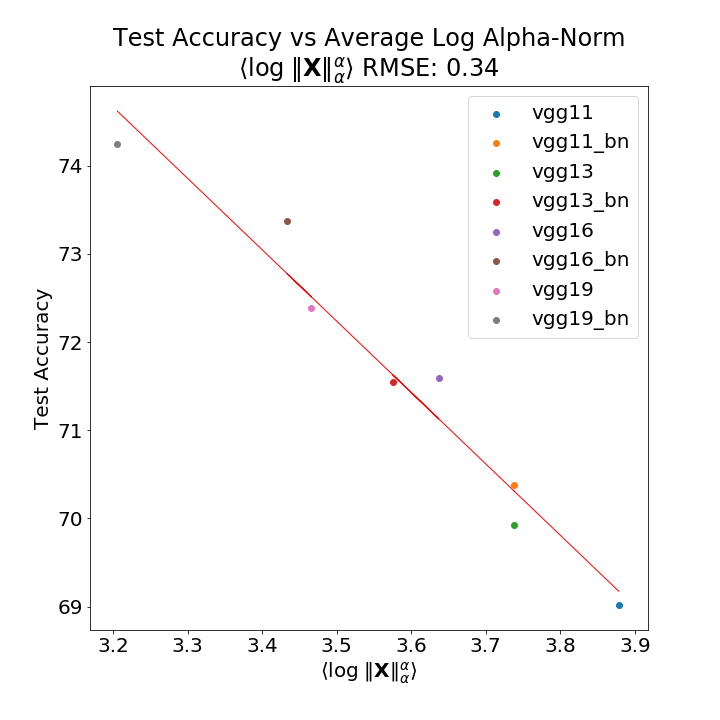 Test Accuracy vs Average Log Alpha-Norm
⟨log ‖𝐗‖αα⟩ RMSE: 0.34
vgg11
vgg11_bn
vgg13
vgg13_bn
vgg16
vgg16_bn
vgg19
vgg19_bn
Test Accuracy
74
73
72
71
70
69
3.2 3.3 3.4 3.5 3.6 3.7 3.8 3.9
⟨log ‖𝐗‖αα⟩